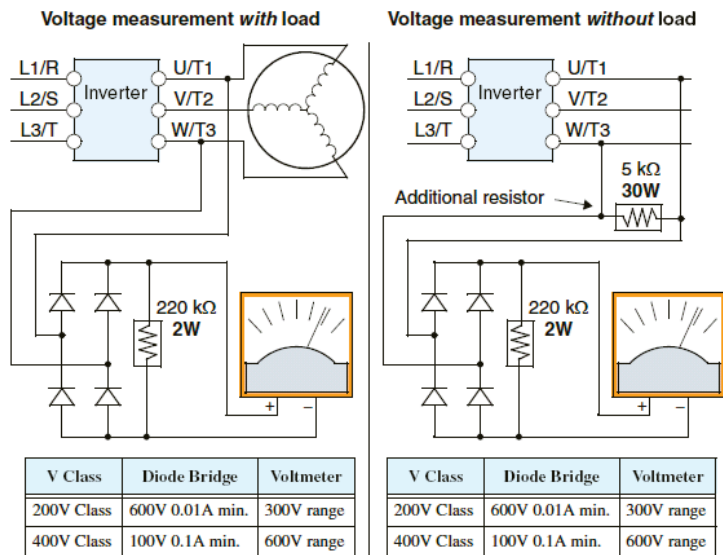 Voltage measurement with load
L1/R
L2/S
L3/T
Inverter
U/T1
V/T2
W/T3
220 kΩ
2W
+
–
V Class Diode Bridge Voltmeter
200V Class 600V 0.01A min. 300V range
400V Class 100V 0.1A min. 600V range
Voltage measurement without load
L1/R
L2/S
L3/T
Inverter
U/T1
V/T2
W/T3
5 kΩ
30W
Additional resistor
220 kΩ
2W
+
–
V Class Diode Bridge Voltmeter
200V Class 600V 0.01A min. 300V range
400V Class 100V 0.1A min. 600V range